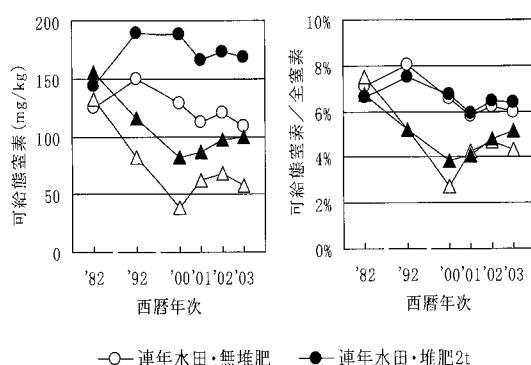 可給態窒素(mg/kg)
200
150
100
50
0
'82 '92 '00 '01 '02 '03
西暦年次
可給態窒素／全窒素
10%
8%
6%
4%
2%
0%
'82 '92 '00 '01 '02 '03
西暦年次
連年水田・無堆肥 連年水田・堆肥2t